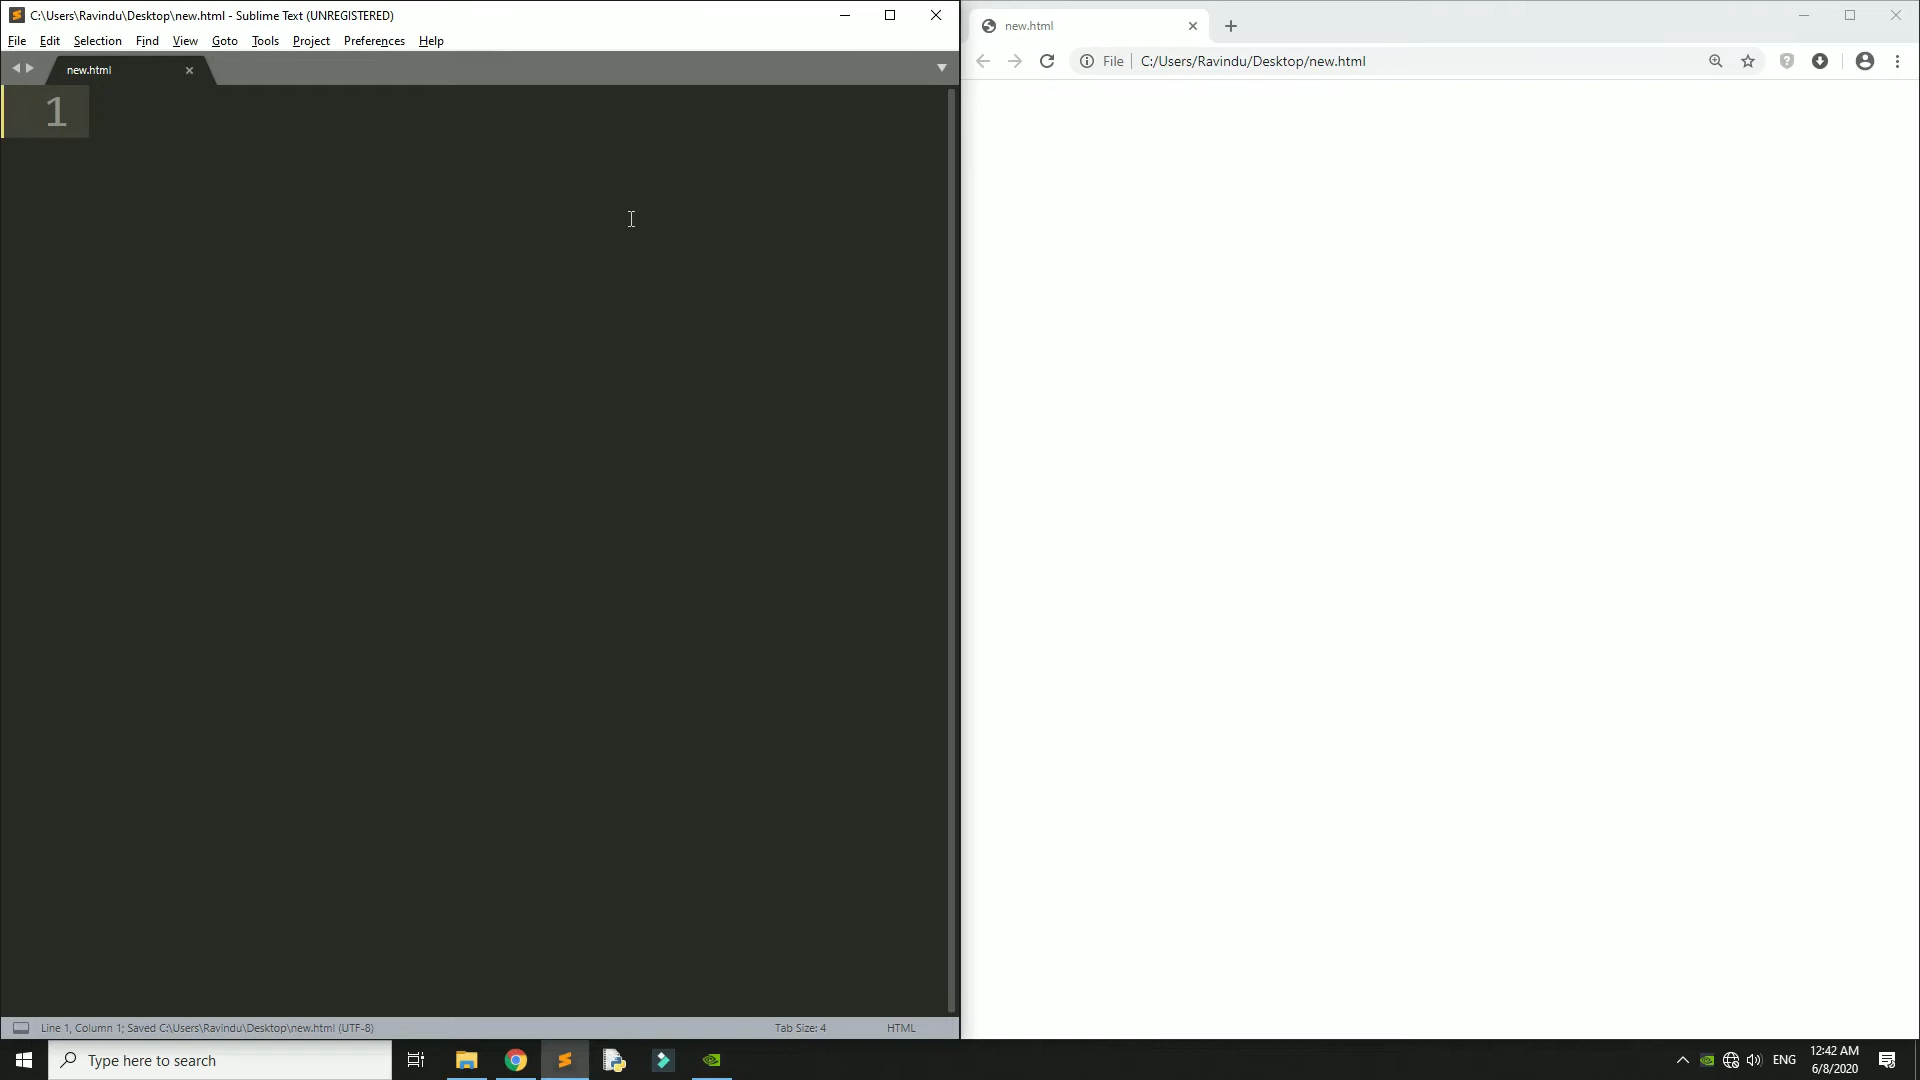 C:\Users\Ravindu\Desktop\new.html - Sublime Text (UNREGISTERED)
File Edit Selection Find View Goto Tools Project Preferences Help
new.html
1
Line 1, Column 1; Saved C:\Users\Ravindu\Desktop\new.html (UTF-8)
Tab Size: 4
HTML
new.html
File
C:/Users/Ravindu/Desktop/new.html
Type here to search
ENG
12:42 AM
6/8/2020